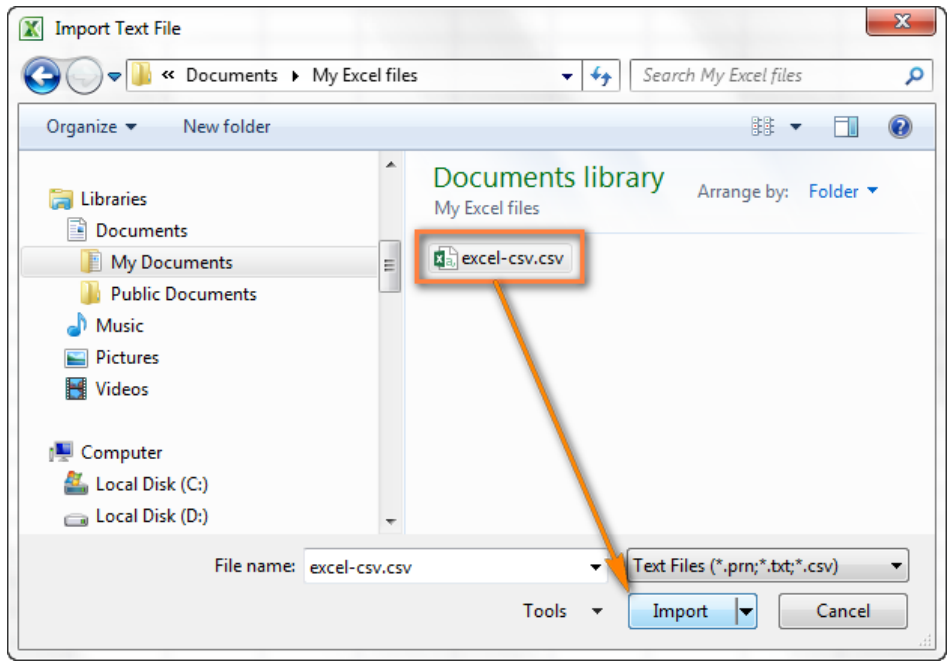 Import Text File
« Documents My Excel files
Search My Excel files
Organize New folder
Libraries
Documents
My Documents
Public Documents
Music
Pictures
Videos
Computer
Local Disk (C:)
Local Disk (D:)
Documents library
My Excel files
Arrange by: Folder
excel-csv.csv
File name: excel-csv.csv Text Files (*.prn;*.txt;*.csv)
Tools Import Cancel